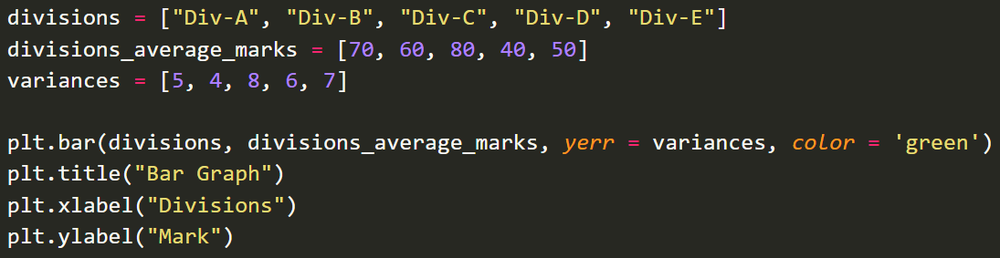 divisions = ["Div-A", "Div-B", "Div-C", "Div-D", "Div-E"]
divisions_average_marks = [70, 60, 80, 40, 50]
variances = [5, 4, 8, 6, 7]
plt.bar(divisions, divisions_average_marks, yerr = variances, color = 'green')
plt.title("Bar Graph")
plt.xlabel("Divisions")
plt.ylabel("Mark")